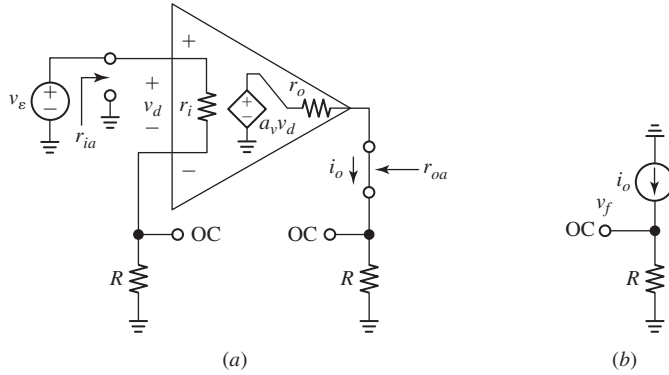 +
+
−
v_ε
r_ia
+
v_d
−
r_i
+
−
a_v v_d
r_o
−
i_o
r_oa
OC
OC
R
R
(a)
i_o
v_f
OC
R
(b)